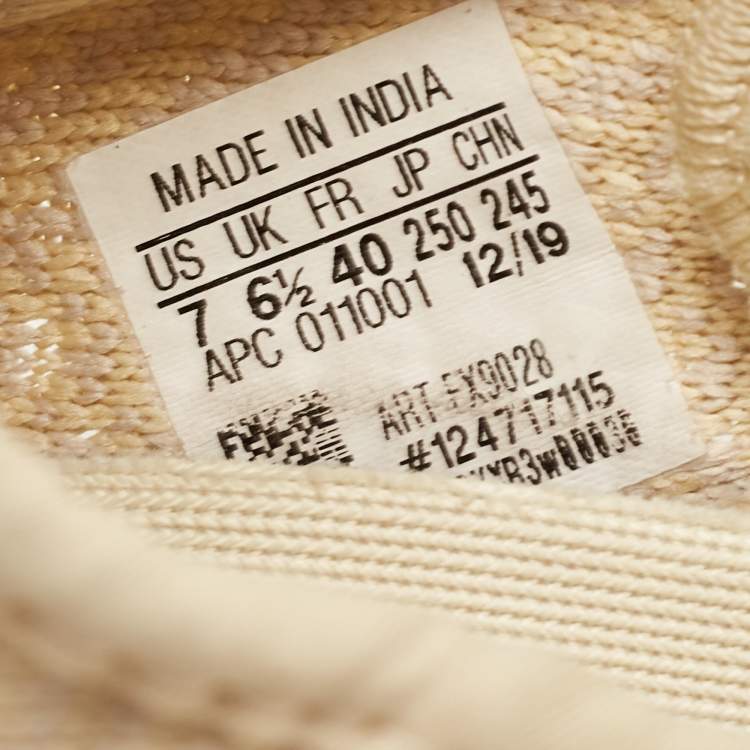 MADE IN INDIA
US UK FR JP CHN
7 6½ 40 250 245
APC 011001 12/19
ART FX9028
#124717115